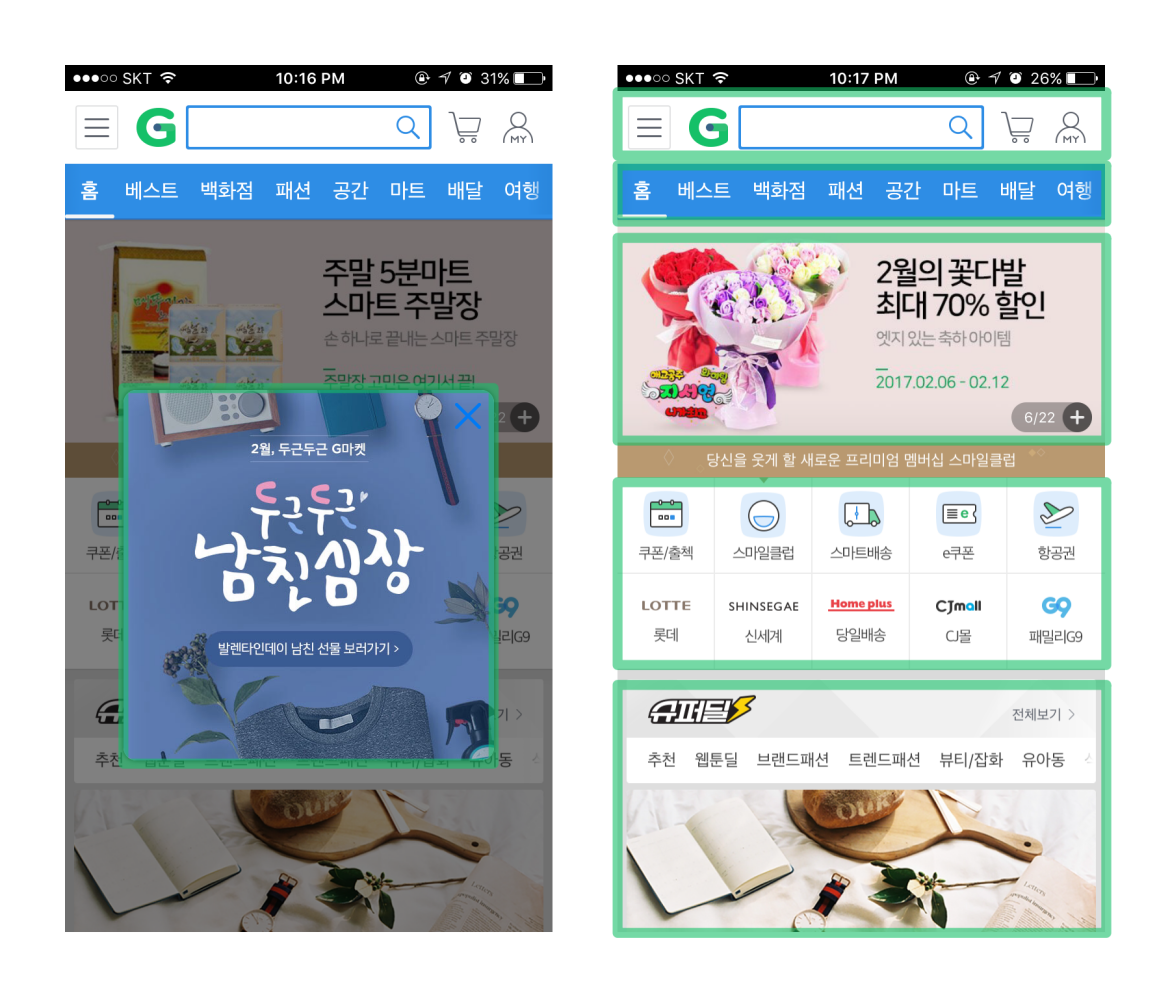 SKT 10:16 PM 31%
G
MY
홈 베스트 백화점 패션 공간 마트 배달 여행
주말 5분마트
스마트 주말장
손 하나로 끝내는 스마트 주말장
주말장 고민은 여기서 끝!
2월, 두근두근 G마켓
두근두근
남친심장
발렌타인데이 남친 선물 보러가기 >
쿠폰/
공권
LOTT
롯데
G9
밀리G9
기 >
추천
유아동
OUR
Letters
SKT 10:17 PM 26%
G
MY
홈 베스트 백화점 패션 공간 마트 배달 여행
2월의 꽃다발
최대 70% 할인
엣지 있는 축하 아이템
2017.02.06 - 02.12
지서연
6/22 +
당신을 웃게 할 새로운 프리미엄 멤버십 스마일클럽
쿠폰/출첵 스마일클럽 스마트배송 e쿠폰 항공권
LOTTE SHINSEGAE Home plus CJmall G9
롯데 신세계 당일배송 CJ몰 패밀리G9
슈퍼딜 전체보기 >
추천 웹툰딜 브랜드패션 트렌드패션 뷰티/잡화 유아동
OUR
Letters